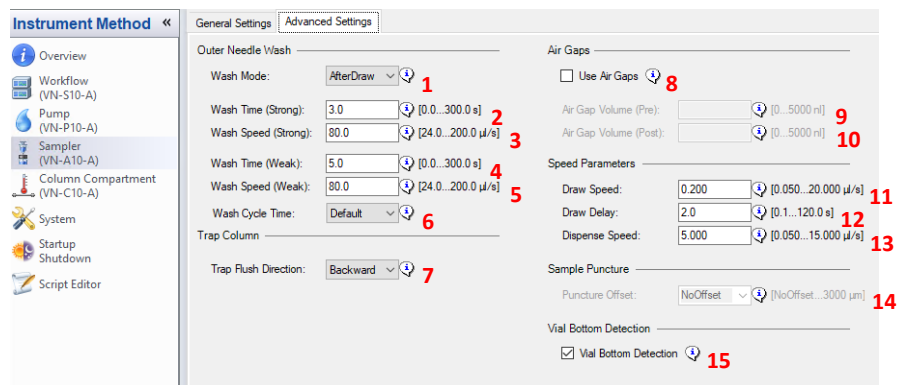 Instrument Method «
Overview
Workflow
(VN-S10-A)
Pump
(VN-P10-A)
Sampler
(VN-A10-A)
Column Compartment
(VN-C10-A)
System
Startup
Shutdown
Script Editor
General Settings Advanced Settings
Outer Needle Wash
Wash Mode: AfterDraw 1
Wash Time (Strong): 3.0 [0.0...300.0 s] 2
Wash Speed (Strong): 80.0 [24.0...200.0 µl/s] 3
Wash Time (Weak): 5.0 [0.0...300.0 s] 4
Wash Speed (Weak): 80.0 [24.0...200.0 µl/s] 5
Wash Cycle Time: Default 6
Trap Column
Trap Flush Direction: Backward 7
Air Gaps
Use Air Gaps 8
Air Gap Volume (Pre): [0...5000 nl] 9
Air Gap Volume (Post): [0...5000 nl] 10
Speed Parameters
Draw Speed: 0.200 [0.050...20.000 µl/s] 11
Draw Delay: 2.0 [0.1...120.0 s] 12
Dispense Speed: 5.000 [0.050...15.000 µl/s] 13
Sample Puncture
Puncture Offset: NoOffset [NoOffset...3000 µm] 14
Vial Bottom Detection
Vial Bottom Detection 15